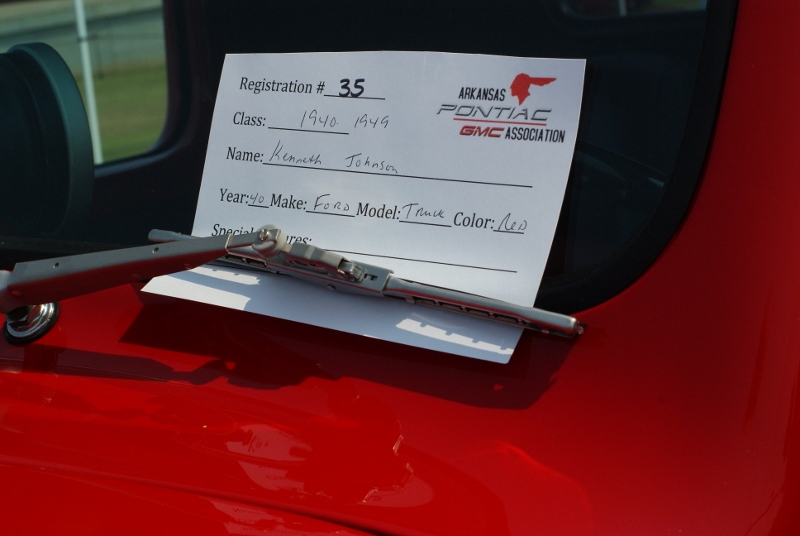 Registration # 35
ARKANSAS
PONTIAC
GMC ASSOCIATION
Class: 1940-1949
Name: Kenneth Johnson
Year: 40 Make: Ford Model: Truck Color: Red